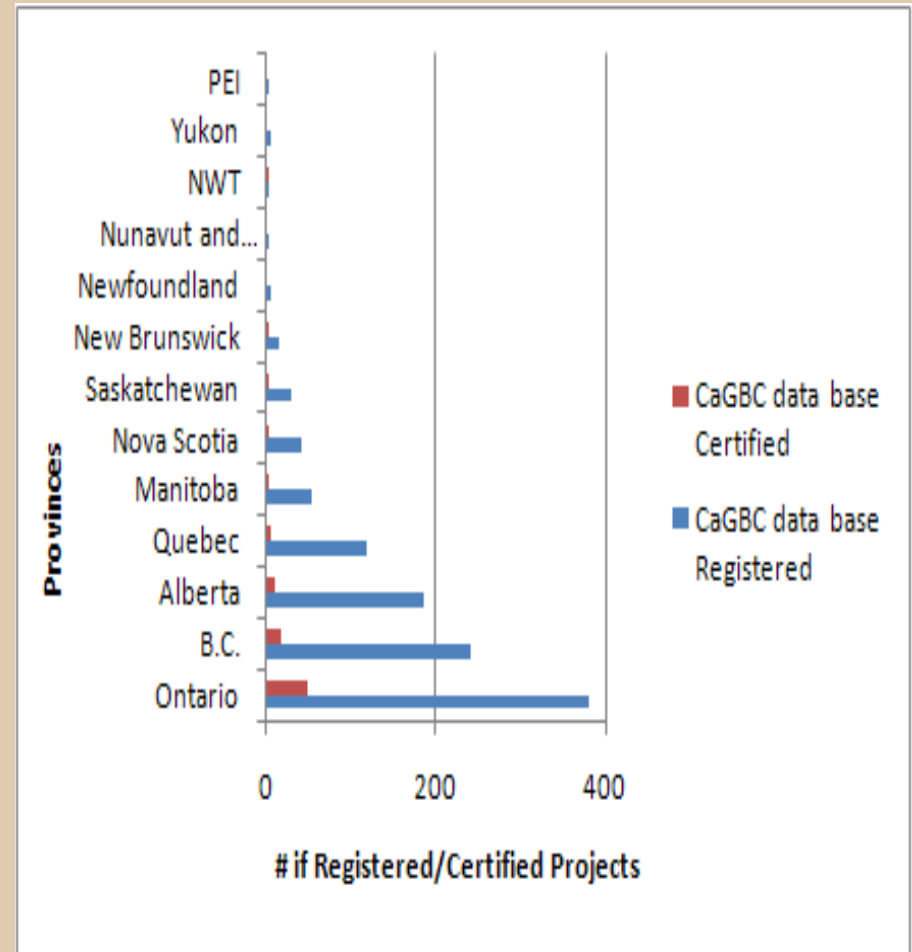 PEI
Yukon
NWT
Nunavut and...
Newfoundland
New Brunswick
Saskatchewan
Nova Scotia
Manitoba
Quebec
Alberta
B.C.
Ontario
Provinces
0 200 400
# if Registered/Certified Projects
CaGBC data base
Certified
CaGBC data base
Registered